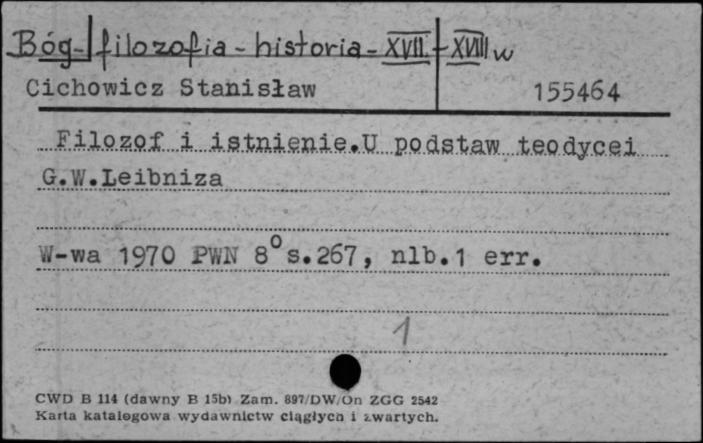 Bóg - filozofia - historia - XVII. - XVIII w
Cichowicz Stanisław 155464
Filozof i istnienie.U podstaw teodycei
G.W.Leibniza
W-wa 1970 PWN 8° s.267, nlb.1 err.
1
CWD B 114 (dawny B 15b) Zam. 897/DW/On ZGG 2542
Karta katalogowa wydawnictw ciągłych i zwartych.